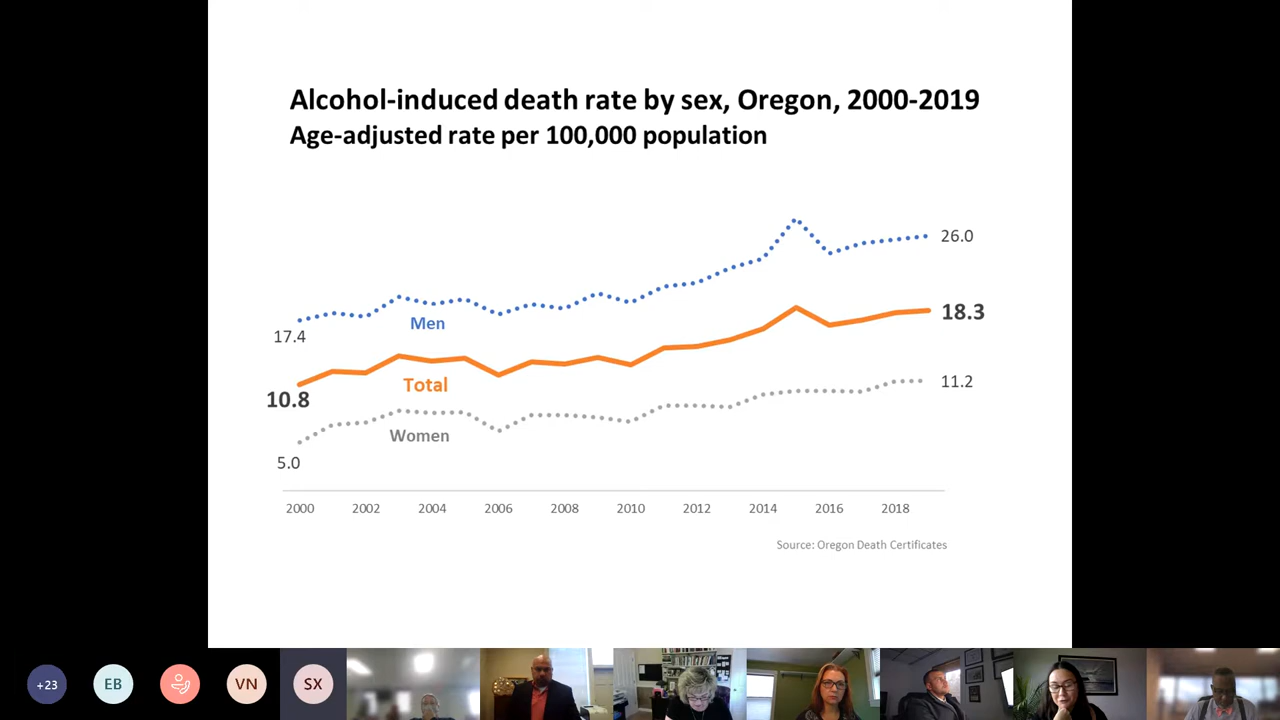 Alcohol-induced death rate by sex, Oregon, 2000-2019
Age-adjusted rate per 100,000 population
26.0
17.4
Men
18.3
10.8
Total
11.2
Women
5.0
2000 2002 2004 2006 2008 2010 2012 2014 2016 2018
Source: Oregon Death Certificates
+23 EB VN SX